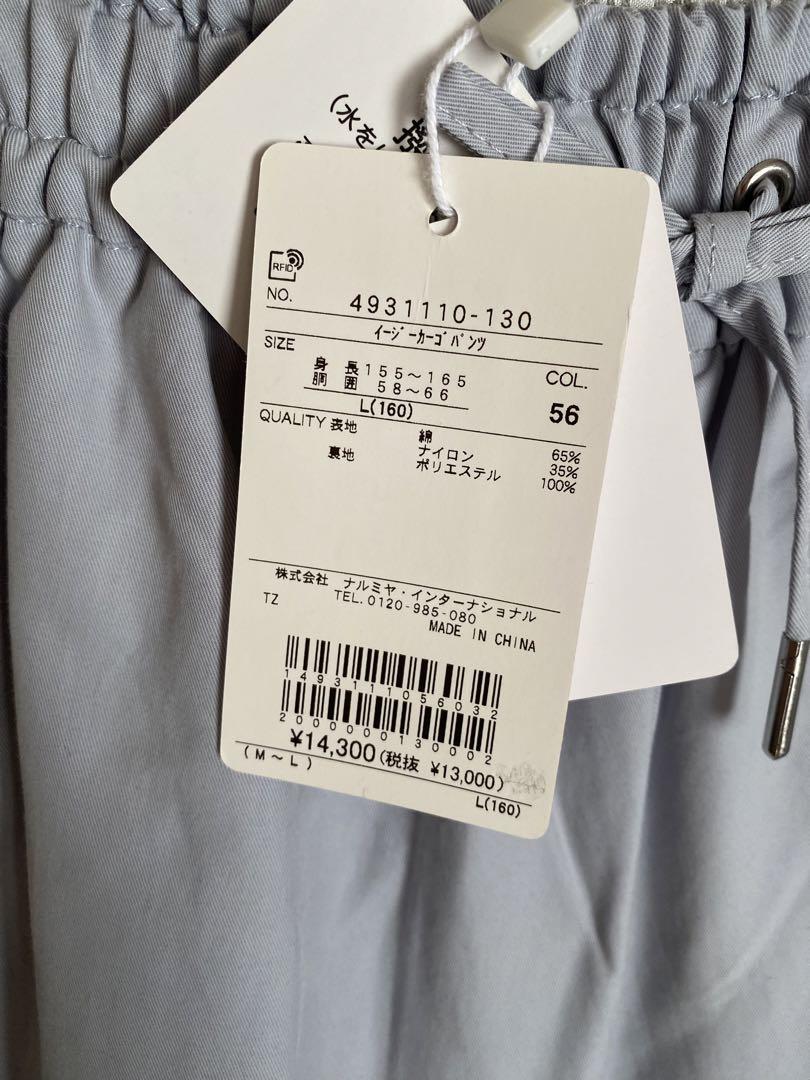 撥
(水を
RFID
NO. 4931110-130
イージーカーゴパンツ
SIZE
身長 155～165
胴囲 58～66
L(160)
COL.
56
QUALITY 表地 綿 65%
ナイロン 35%
裏地 ポリエステル 100%
株式会社 ナルミヤ・インターナショナル
TEL.0120-985-080
TZ
MADE IN CHINA
1493111056032
2000000130002
¥14,300(税抜 ¥13,000)
(M～L)
L(160)